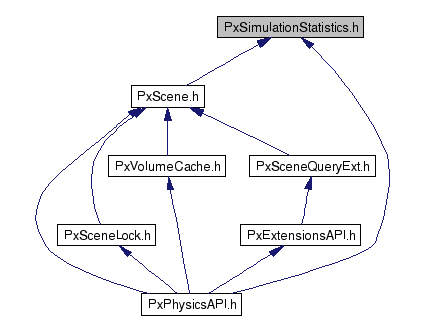 PxSimulationStatistics.h
PxScene.h
PxVolumeCache.h
PxSceneQueryExt.h
PxSceneLock.h
PxExtensionsAPI.h
PxPhysicsAPI.h